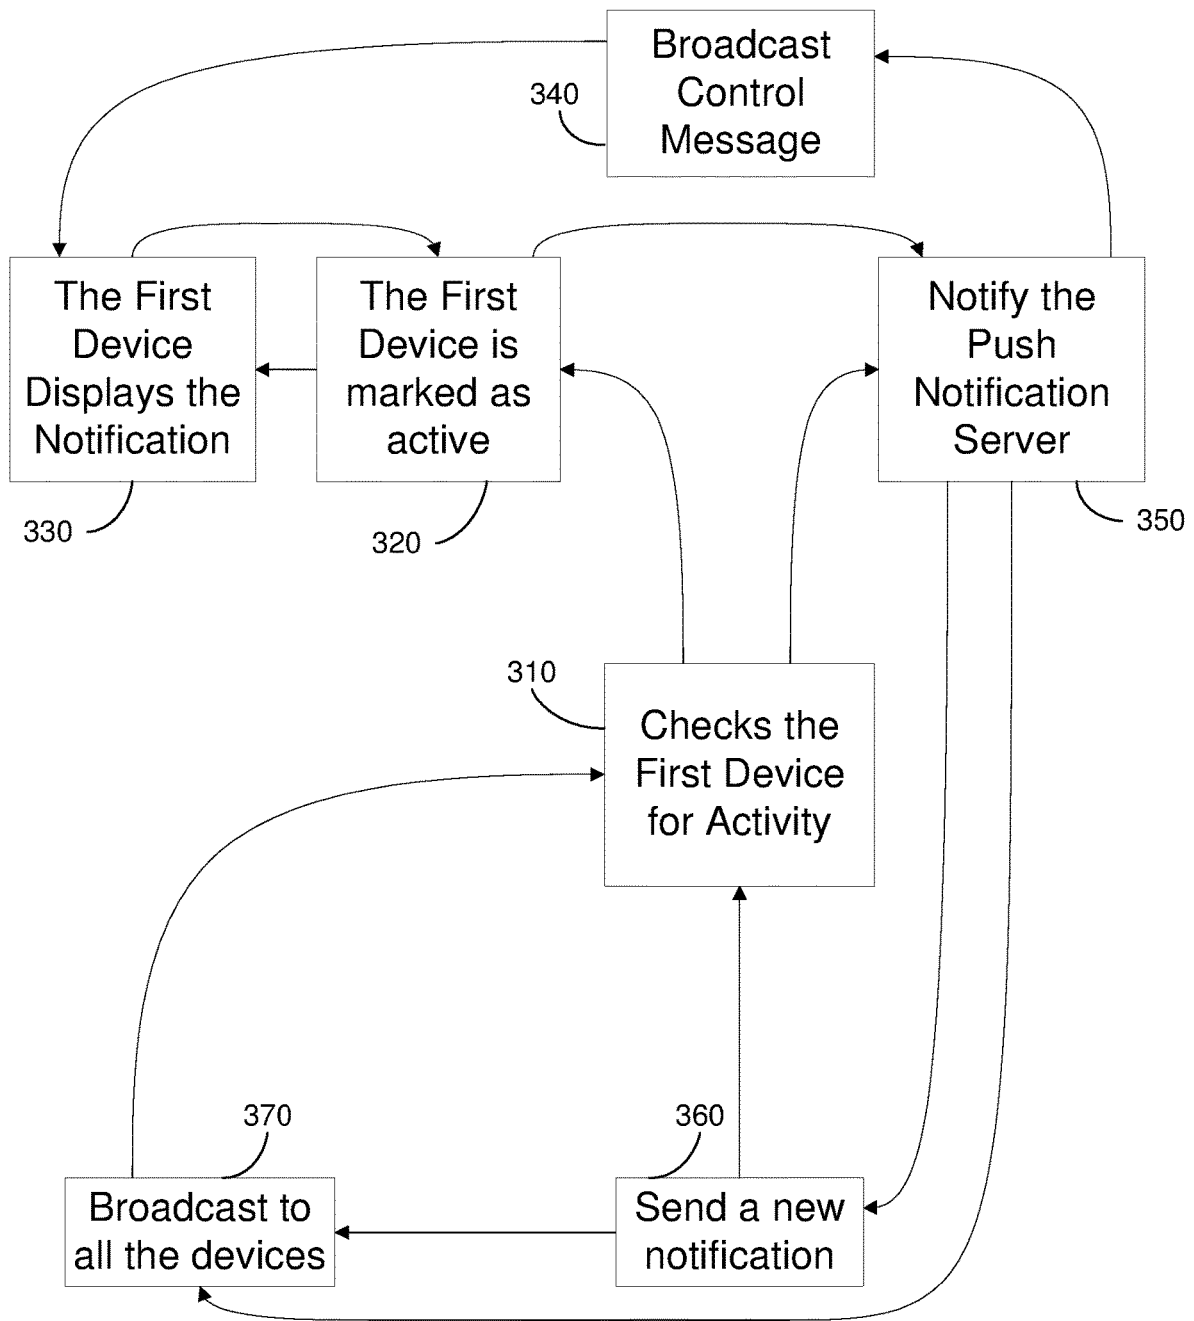 Broadcast
Control
Message
340
The First
Device
Displays the
Notification
330
The First
Device is
marked as
active
320
Notify the
Push
Notification
Server
350
310
Checks the
First Device
for Activity
370
Broadcast to
all the devices
360
Send a new
notification